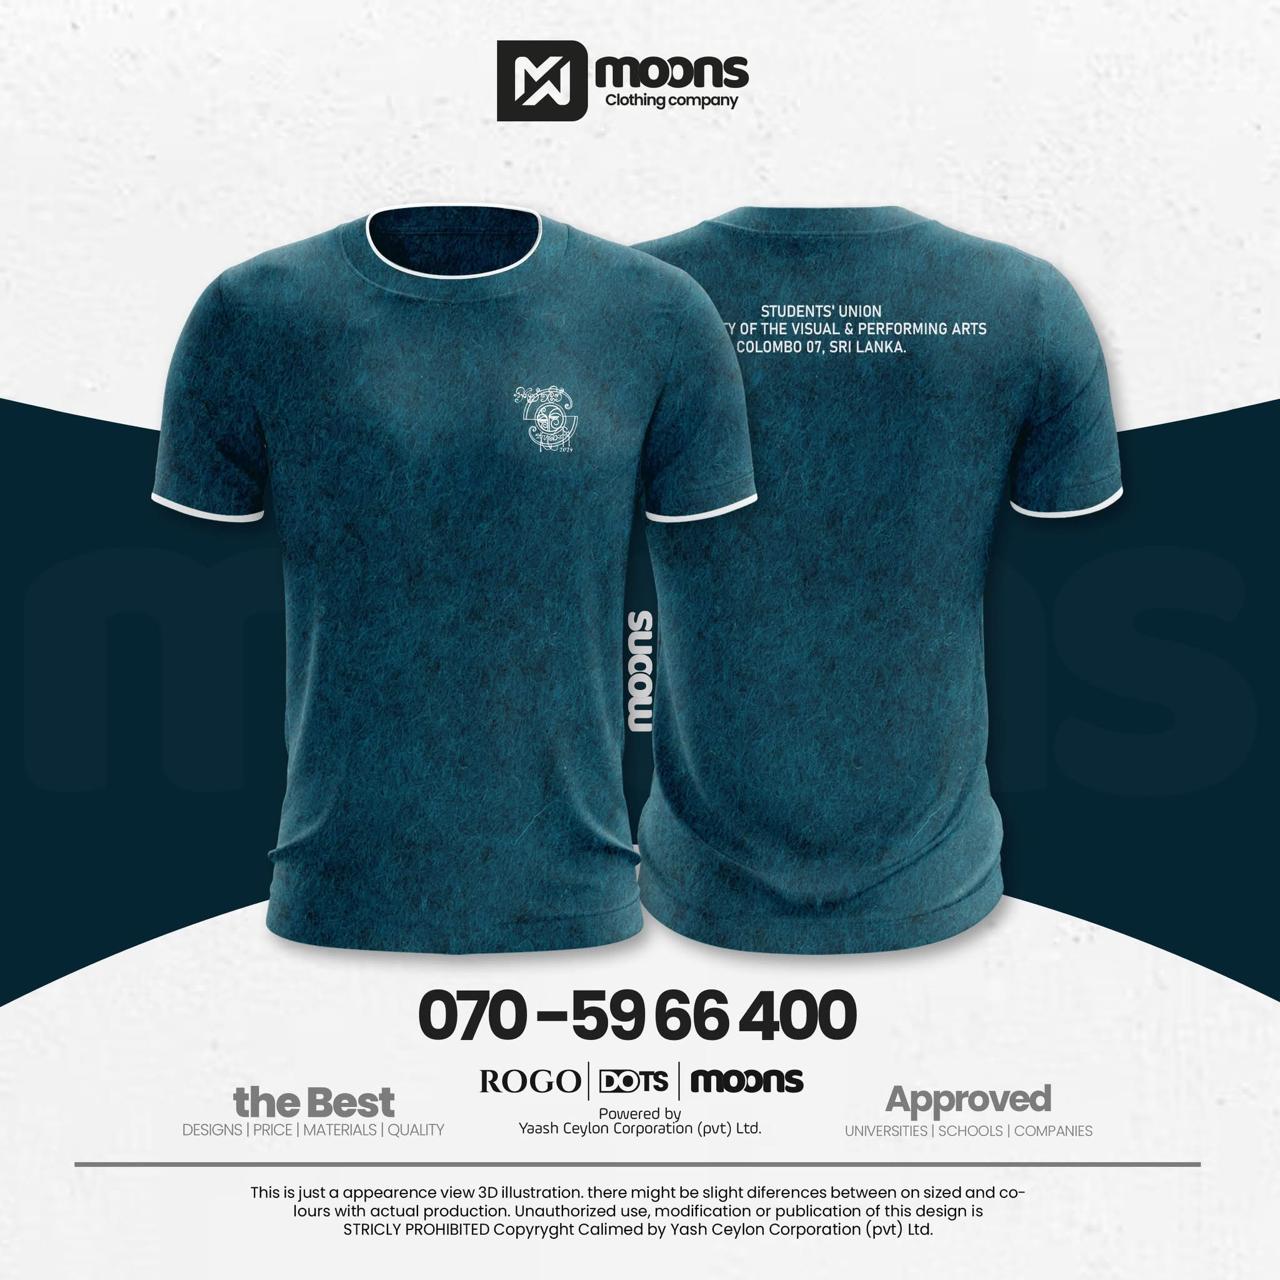 moons
Clothing company
STUDENTS' UNION
TY OF THE VISUAL & PERFORMING ARTS
COLOMBO 07, SRI LANKA.
2024
moons
070 - 59 66 400
ROGO | DOTS | moons
Powered by
Yaash Ceylon Corporation (pvt) Ltd.
the Best
DESIGNS | PRICE | MATERIALS | QUALITY
Approved
UNIVERSITIES | SCHOOLS | COMPANIES
This is just a appearence view 3D illustration. there might be slight diferences between on sized and co-
lours with actual production. Unauthorized use, modification or publication of this design is
STRICLY PROHIBITED Copyryght Calimed by Yash Ceylon Corporation (pvt) Ltd.